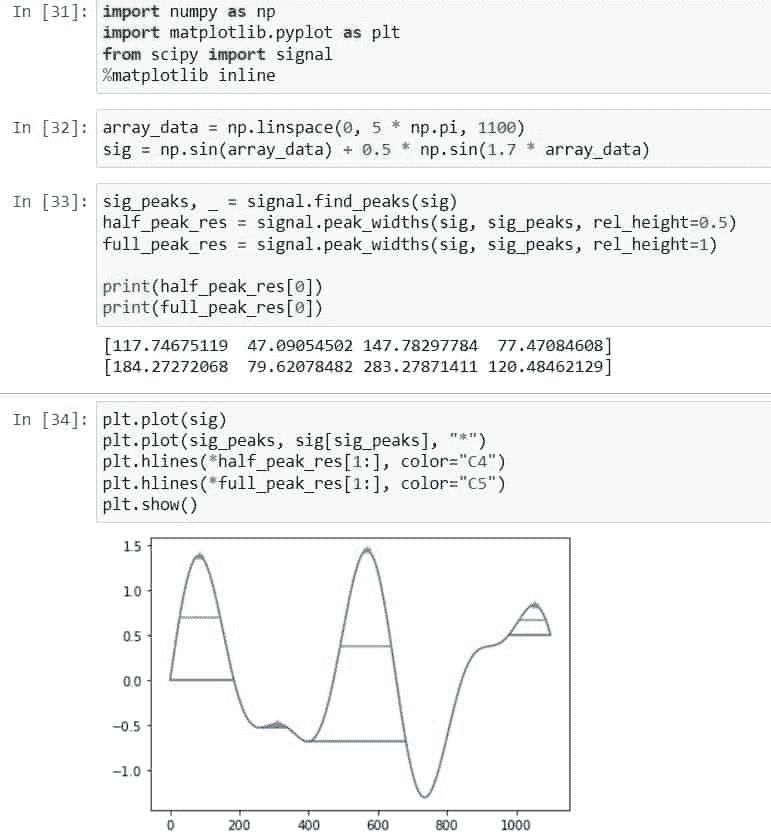 In [31]: import numpy as np
import matplotlib.pyplot as plt
from scipy import signal
%matplotlib inline
In [32]: array_data = np.linspace(0, 5 * np.pi, 1100)
sig = np.sin(array_data) + 0.5 * np.sin(1.7 * array_data)
In [33]: sig_peaks, _ = signal.find_peaks(sig)
half_peak_res = signal.peak_widths(sig, sig_peaks, rel_height=0.5)
full_peak_res = signal.peak_widths(sig, sig_peaks, rel_height=1)
print(half_peak_res[0])
print(full_peak_res[0])
[117.74675119 47.09054502 147.78297784 77.47084608]
[184.27272068 79.62078482 283.27871411 120.48462129]
In [34]: plt.plot(sig)
plt.plot(sig_peaks, sig[sig_peaks], "*")
plt.hlines(*half_peak_res[1:], color="C4")
plt.hlines(*full_peak_res[1:], color="C5")
plt.show()
1.5
1.0
0.5
0.0
−0.5
−1.0
0 200 400 600 800 1000